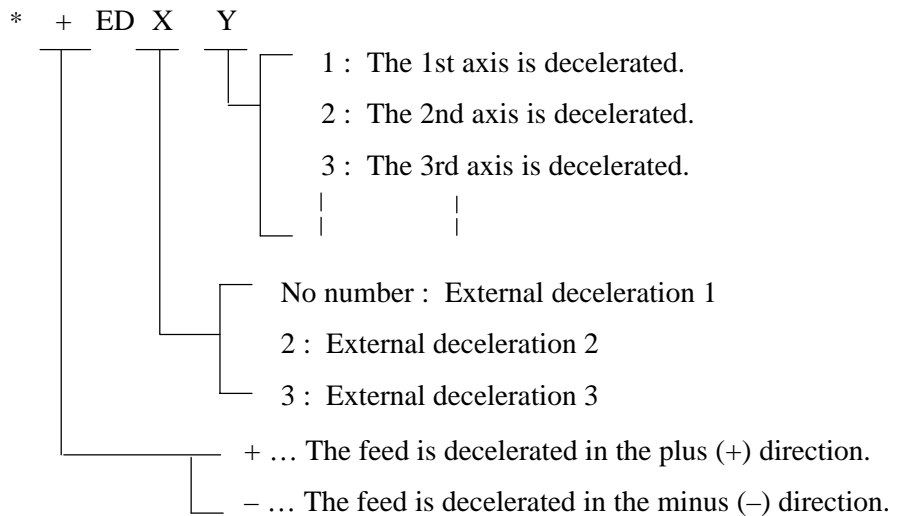 * + ED X Y
1 : The 1st axis is decelerated.
2 : The 2nd axis is decelerated.
3 : The 3rd axis is decelerated.
No number : External deceleration 1
2 : External deceleration 2
3 : External deceleration 3
+ … The feed is decelerated in the plus (+) direction.
– … The feed is decelerated in the minus (–) direction.